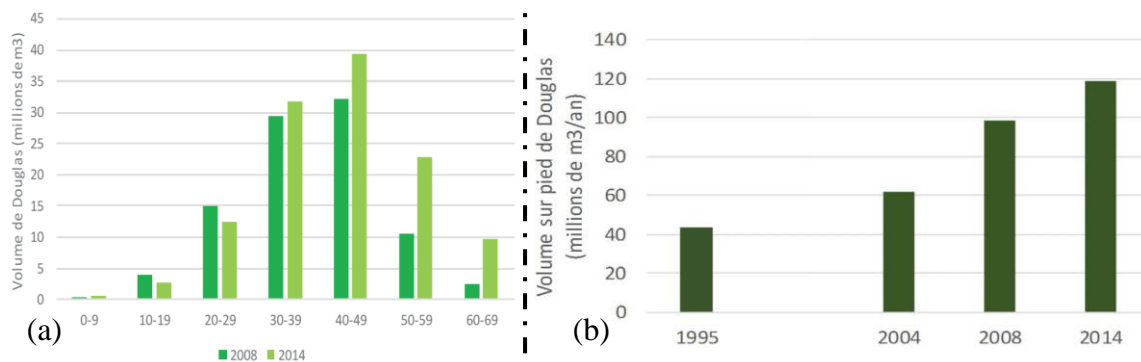 Volume de Douglas (millions de m3)
45
40
35
30
25
20
15
10
5
0
0-9 10-19 20-29 30-39 40-49 50-59 60-69
2008 2014
(a)
Volume sur pied de Douglas
(millions de m3/an)
140
120
100
80
60
40
20
0
1995 2004 2008 2014
(b)